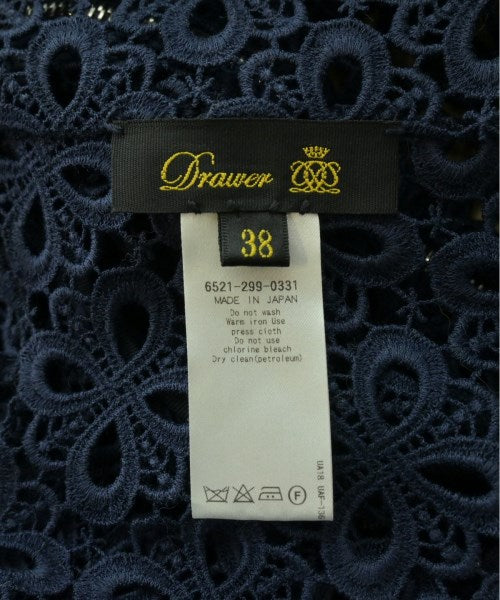 Drawer
38
6521-299-0331
MADE IN JAPAN
Do not wash
Warm iron Use
press cloth
Do not use
chlorine bleach
Dry clean(petroleum)
F